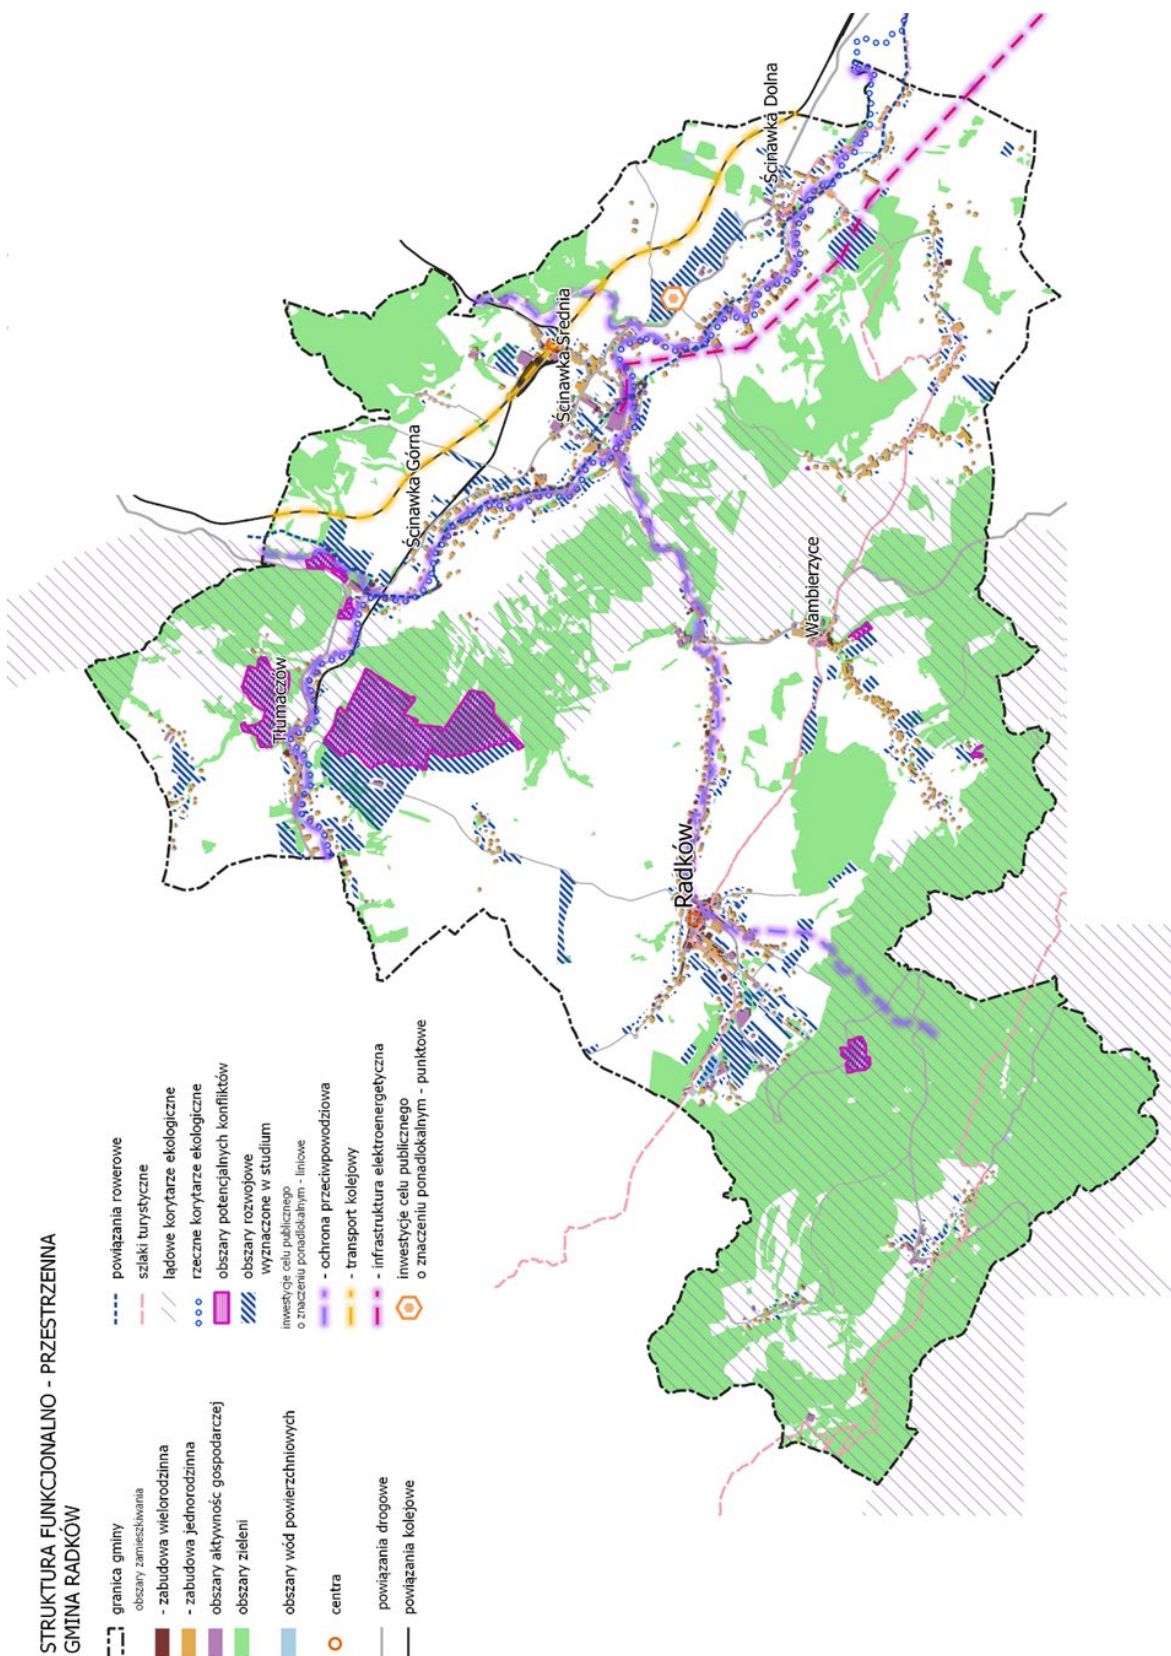 STRUKTURA FUNKCJONALNO - PRZESTRZENNA
GMINA RADKÓW
granica gminy
obszary zamieszkiwania
- zabudowa wielorodzinna
- zabudowa jednorodzinna
obszary aktywnośc gospodarczej
obszary zieleni
obszary wód powierzchniowych
centra
powiązania drogowe
powiązania kolejowe
powiązania rowerowe
szlaki turystyczne
lądowe korytarze ekologiczne
rzeczne korytarze ekologiczne
obszary potencjalnych konfliktów
obszary rozwojowe
wyznaczone w studium
inwestycje celu publicznego
o znaczeniu ponadlokalnym - liniowe
- ochrona przeciwpowodziowa
- transport kolejowy
- infrastruktura elektroenergetyczna
inwestycje celu publicznego
o znaczeniu ponadlokalnym - punktowe
Tłumaczów
Ścinawka Górna
Ścinawka Średnia
Ścinawka Dolna
Radków
Wambierzyce